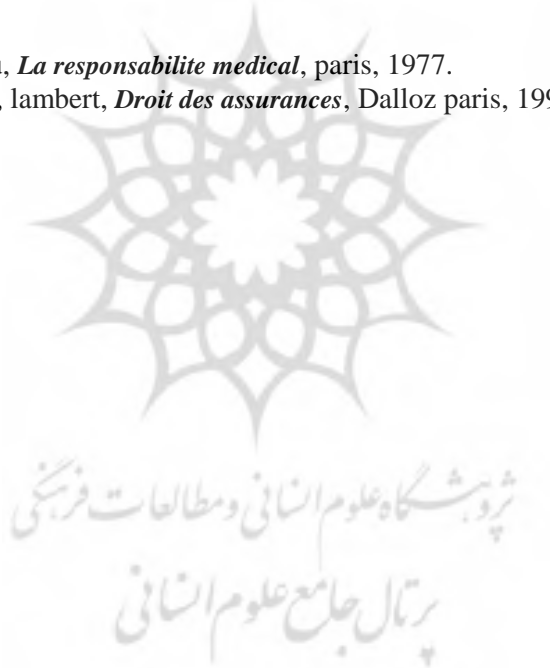 , La responsabilite medical, paris, 1977.
, lambert, Droit des assurances, Dalloz paris, 199
پژوهشگاه علوم انسانی و مطالعات فرهنگی
پرتال جامع علوم انسانی